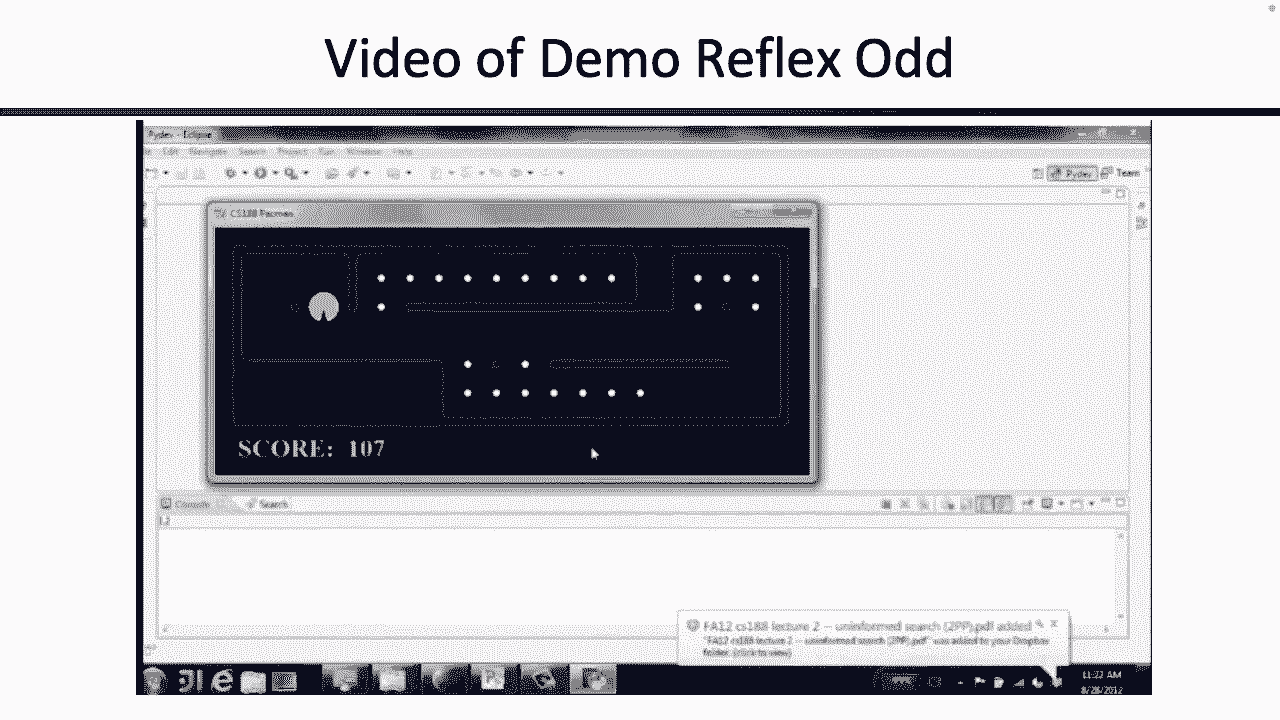 Video of Demo Reflex Odd
Pydev - Eclipse
Edit Navigate Search Project Run Window Help
Pydev Team
CS188 Pacman
SCORE: 107
Console Search
FA12 cs188 lecture 2 -- uninformed search (2PP).pdf added
"FA12 cs188 lecture 2 -- uninformed search (2PP).pdf" was added to your Dropbox
folder. (click to view)
11:22 AM
8/28/2012